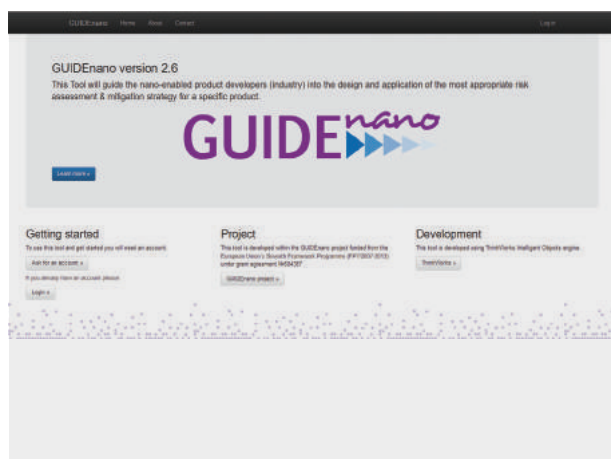 GUIDEnano Home About Contact Log in
GUIDEnano version 2.6
This Tool will guide the nano-enabled product developers (industry) into the design and application of the most appropriate risk
assessment & mitigation strategy for a specific product.
GUIDEnano
Learn more »
Getting started
To use this tool and get started you will need an account.
Ask for an account »
If you already have an account please
Login »
Project
This tool is developed within the GUIDEnano project funded from the
European Union's Seventh Framework Programme (FP7/2007-2013)
under grant agreement
GUIDEnano project »
Development
This tool is developed using ThinkWorks Intelligent Objects engine.
ThinkWorks »